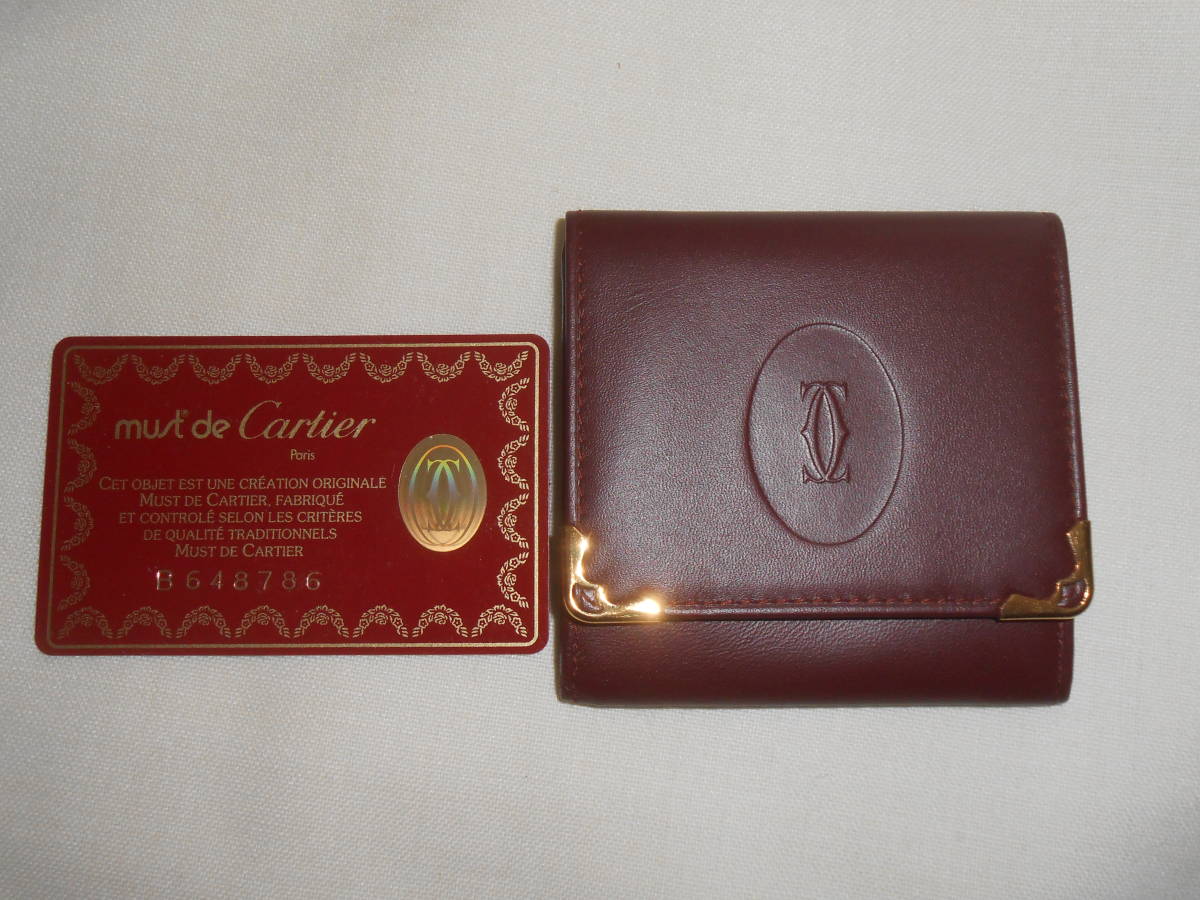 must de Cartier
Paris
CET OBJET EST UNE CRÉATION ORIGINALE
MUST DE CARTIER, FABRIQUÉ
ET CONTROLÉ SELON LES CRITÈRES
DE QUALITÉ TRADITIONNELS
MUST DE CARTIER
B648786